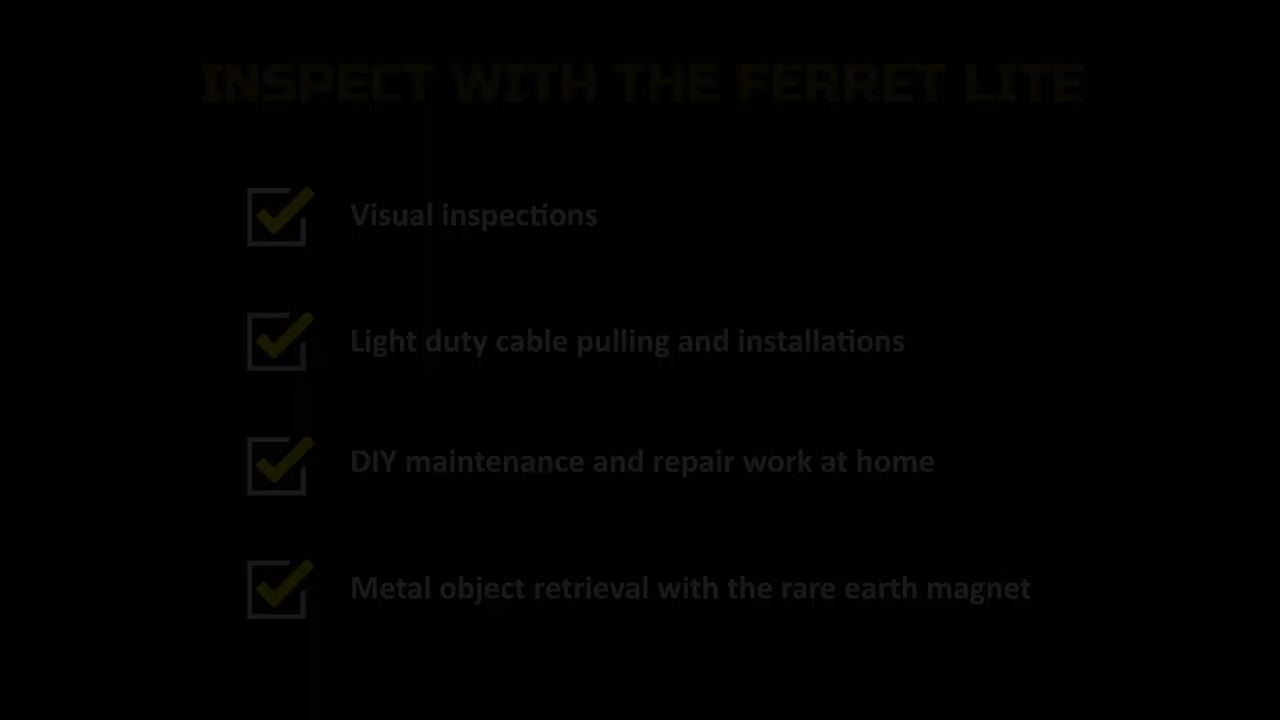 INSPECT WITH THE FERRET LITE
Visual inspections
Light duty cable pulling and installations
DIY maintenance and repair work at home
Metal object retrieval with the rare earth magnet